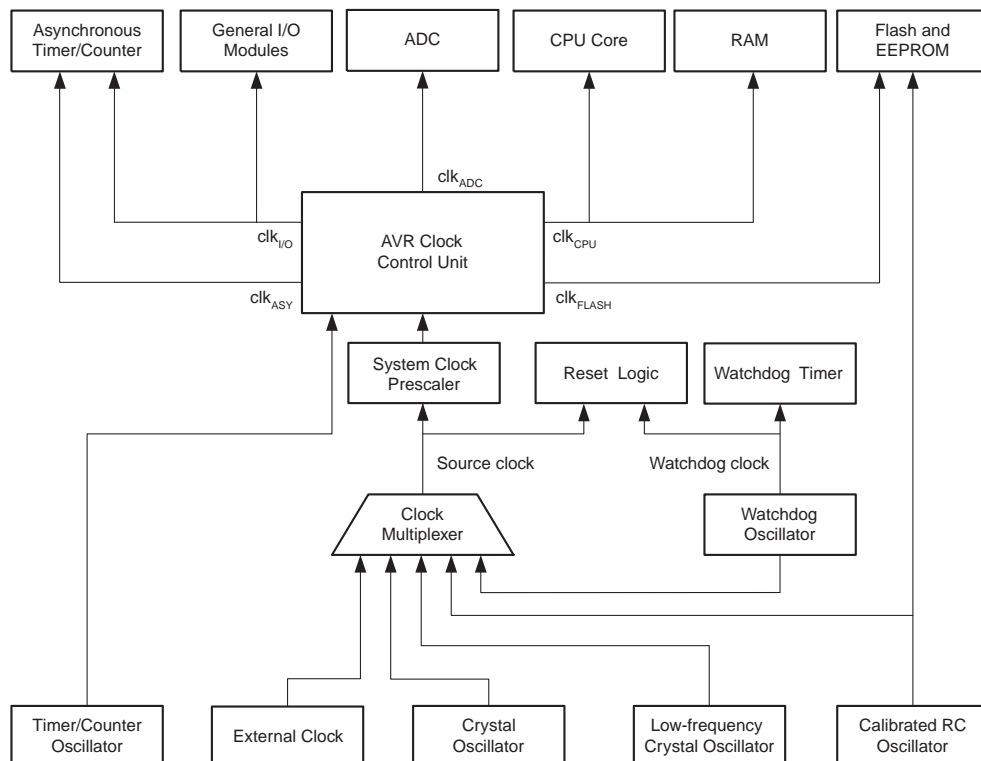 Asynchronous
Timer/Counter
General I/O
Modules
ADC
CPU Core
RAM
Flash and
EEPROM
clkADC
clkI/O
AVR Clock
Control Unit
clkCPU
clkASY
clkFLASH
System Clock
Prescaler
Reset Logic
Watchdog Timer
Source clock
Watchdog clock
Clock
Multiplexer
Watchdog
Oscillator
Timer/Counter
Oscillator
External Clock
Crystal
Oscillator
Low-frequency
Crystal Oscillator
Calibrated RC
Oscillator